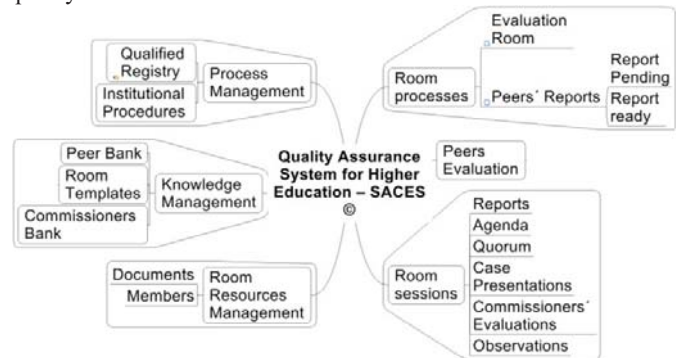 Qualified
Registry
Institutional
Procedures
Process
Management
Peer Bank
Room
Templates
Commissioners
Bank
Knowledge
Management
Documents
Members
Room
Resources
Management
Quality Assurance
System for Higher
Education – SACES
©
Evaluation
Room
Room
processes
Peers´ Reports
Report
Pending
Report
ready
Peers
Evaluation
Room
sessions
Reports
Agenda
Quorum
Case
Presentations
Commissioners´
Evaluations
Observations